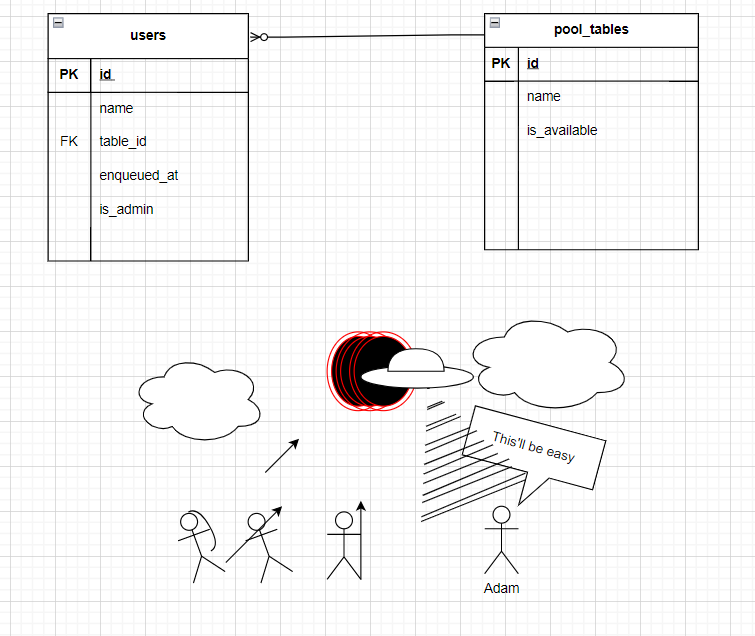 users
PK id
name
FK table_id
enqueued_at
is_admin
pool_tables
PK id
name
is_available
This'll be easy
Adam